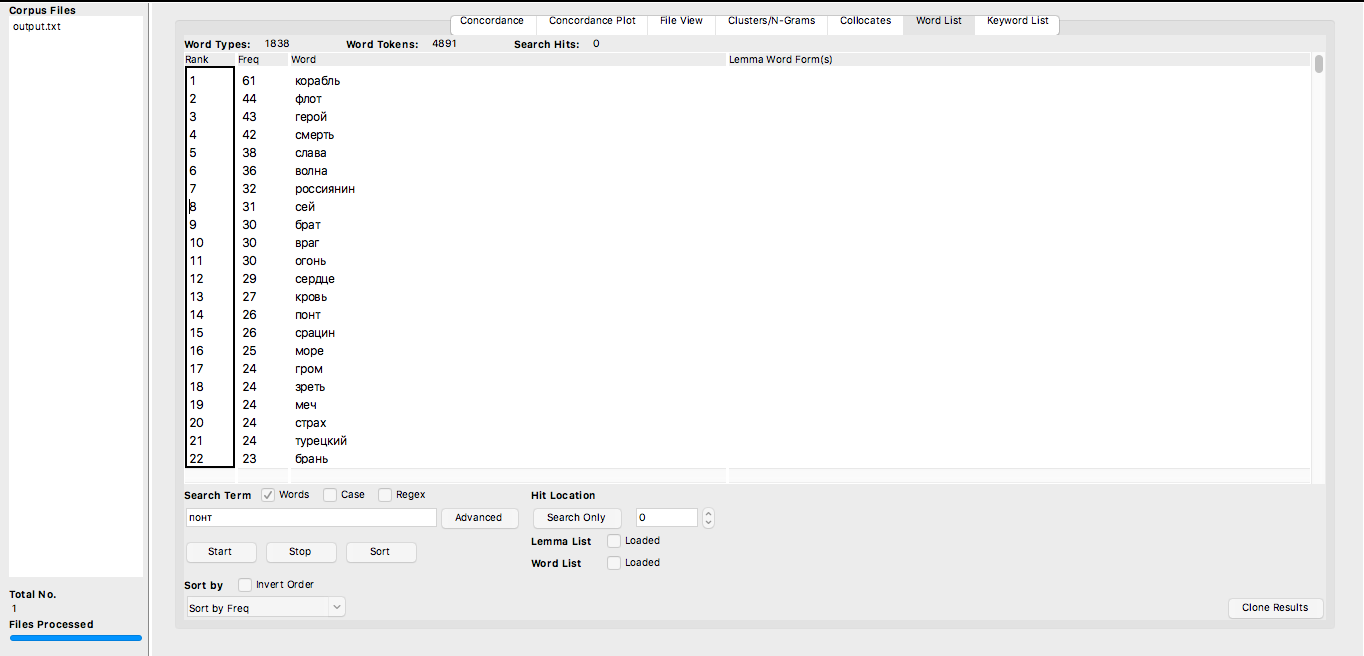 Corpus Files
output.txt
Concordance Concordance Plot File View Clusters/N-Grams Collocates Word List Keyword List
Word Types: 1838 Word Tokens: 4891 Search Hits: 0
Rank Freq Word Lemma Word Form(s)
1 61 корабль
2 44 флот
3 43 герой
4 42 смерть
5 38 слава
6 36 волна
7 32 россиянин
8 31 сей
9 30 брат
10 30 враг
11 30 огонь
12 29 сердце
13 27 кровь
14 26 понт
15 26 срацин
16 25 море
17 24 гром
18 24 зреть
19 24 меч
20 24 страх
21 24 турецкий
22 23 брань
Search Term Words Case Regex Hit Location
понт Advanced Search Only 0
Start Stop Sort Lemma List Loaded
Word List Loaded
Sort by Invert Order
Sort by Freq
Clone Results
Total No.
1
Files Processed